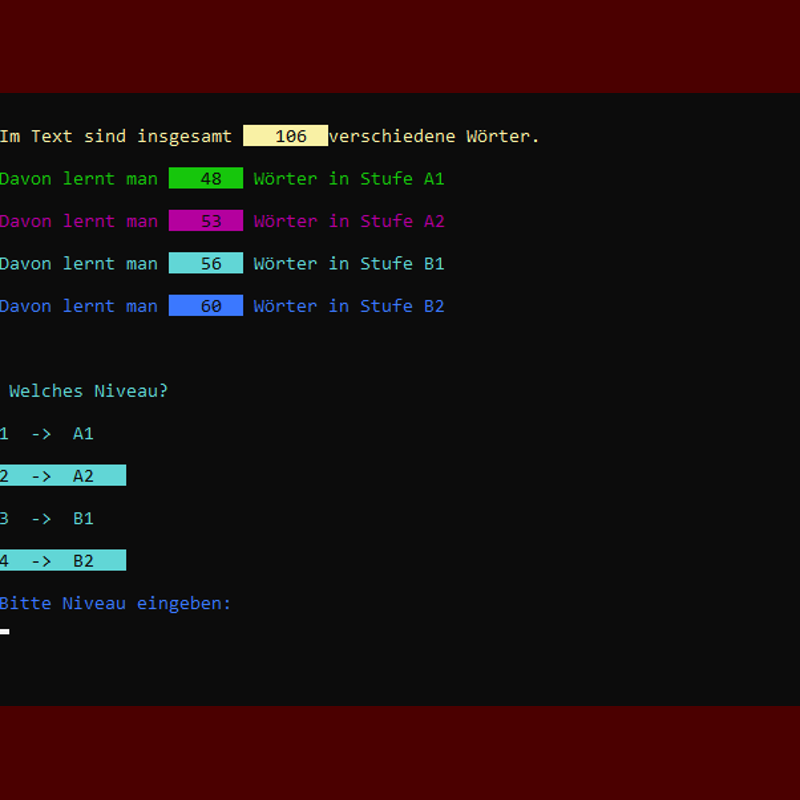 Im Text sind insgesamt 106 verschiedene Wörter.
Davon lernt man 48 Wörter in Stufe A1
Davon lernt man 53 Wörter in Stufe A2
Davon lernt man 56 Wörter in Stufe B1
Davon lernt man 60 Wörter in Stufe B2
Welches Niveau?
1 -> A1
2 -> A2
3 -> B1
4 -> B2
Bitte Niveau eingeben: